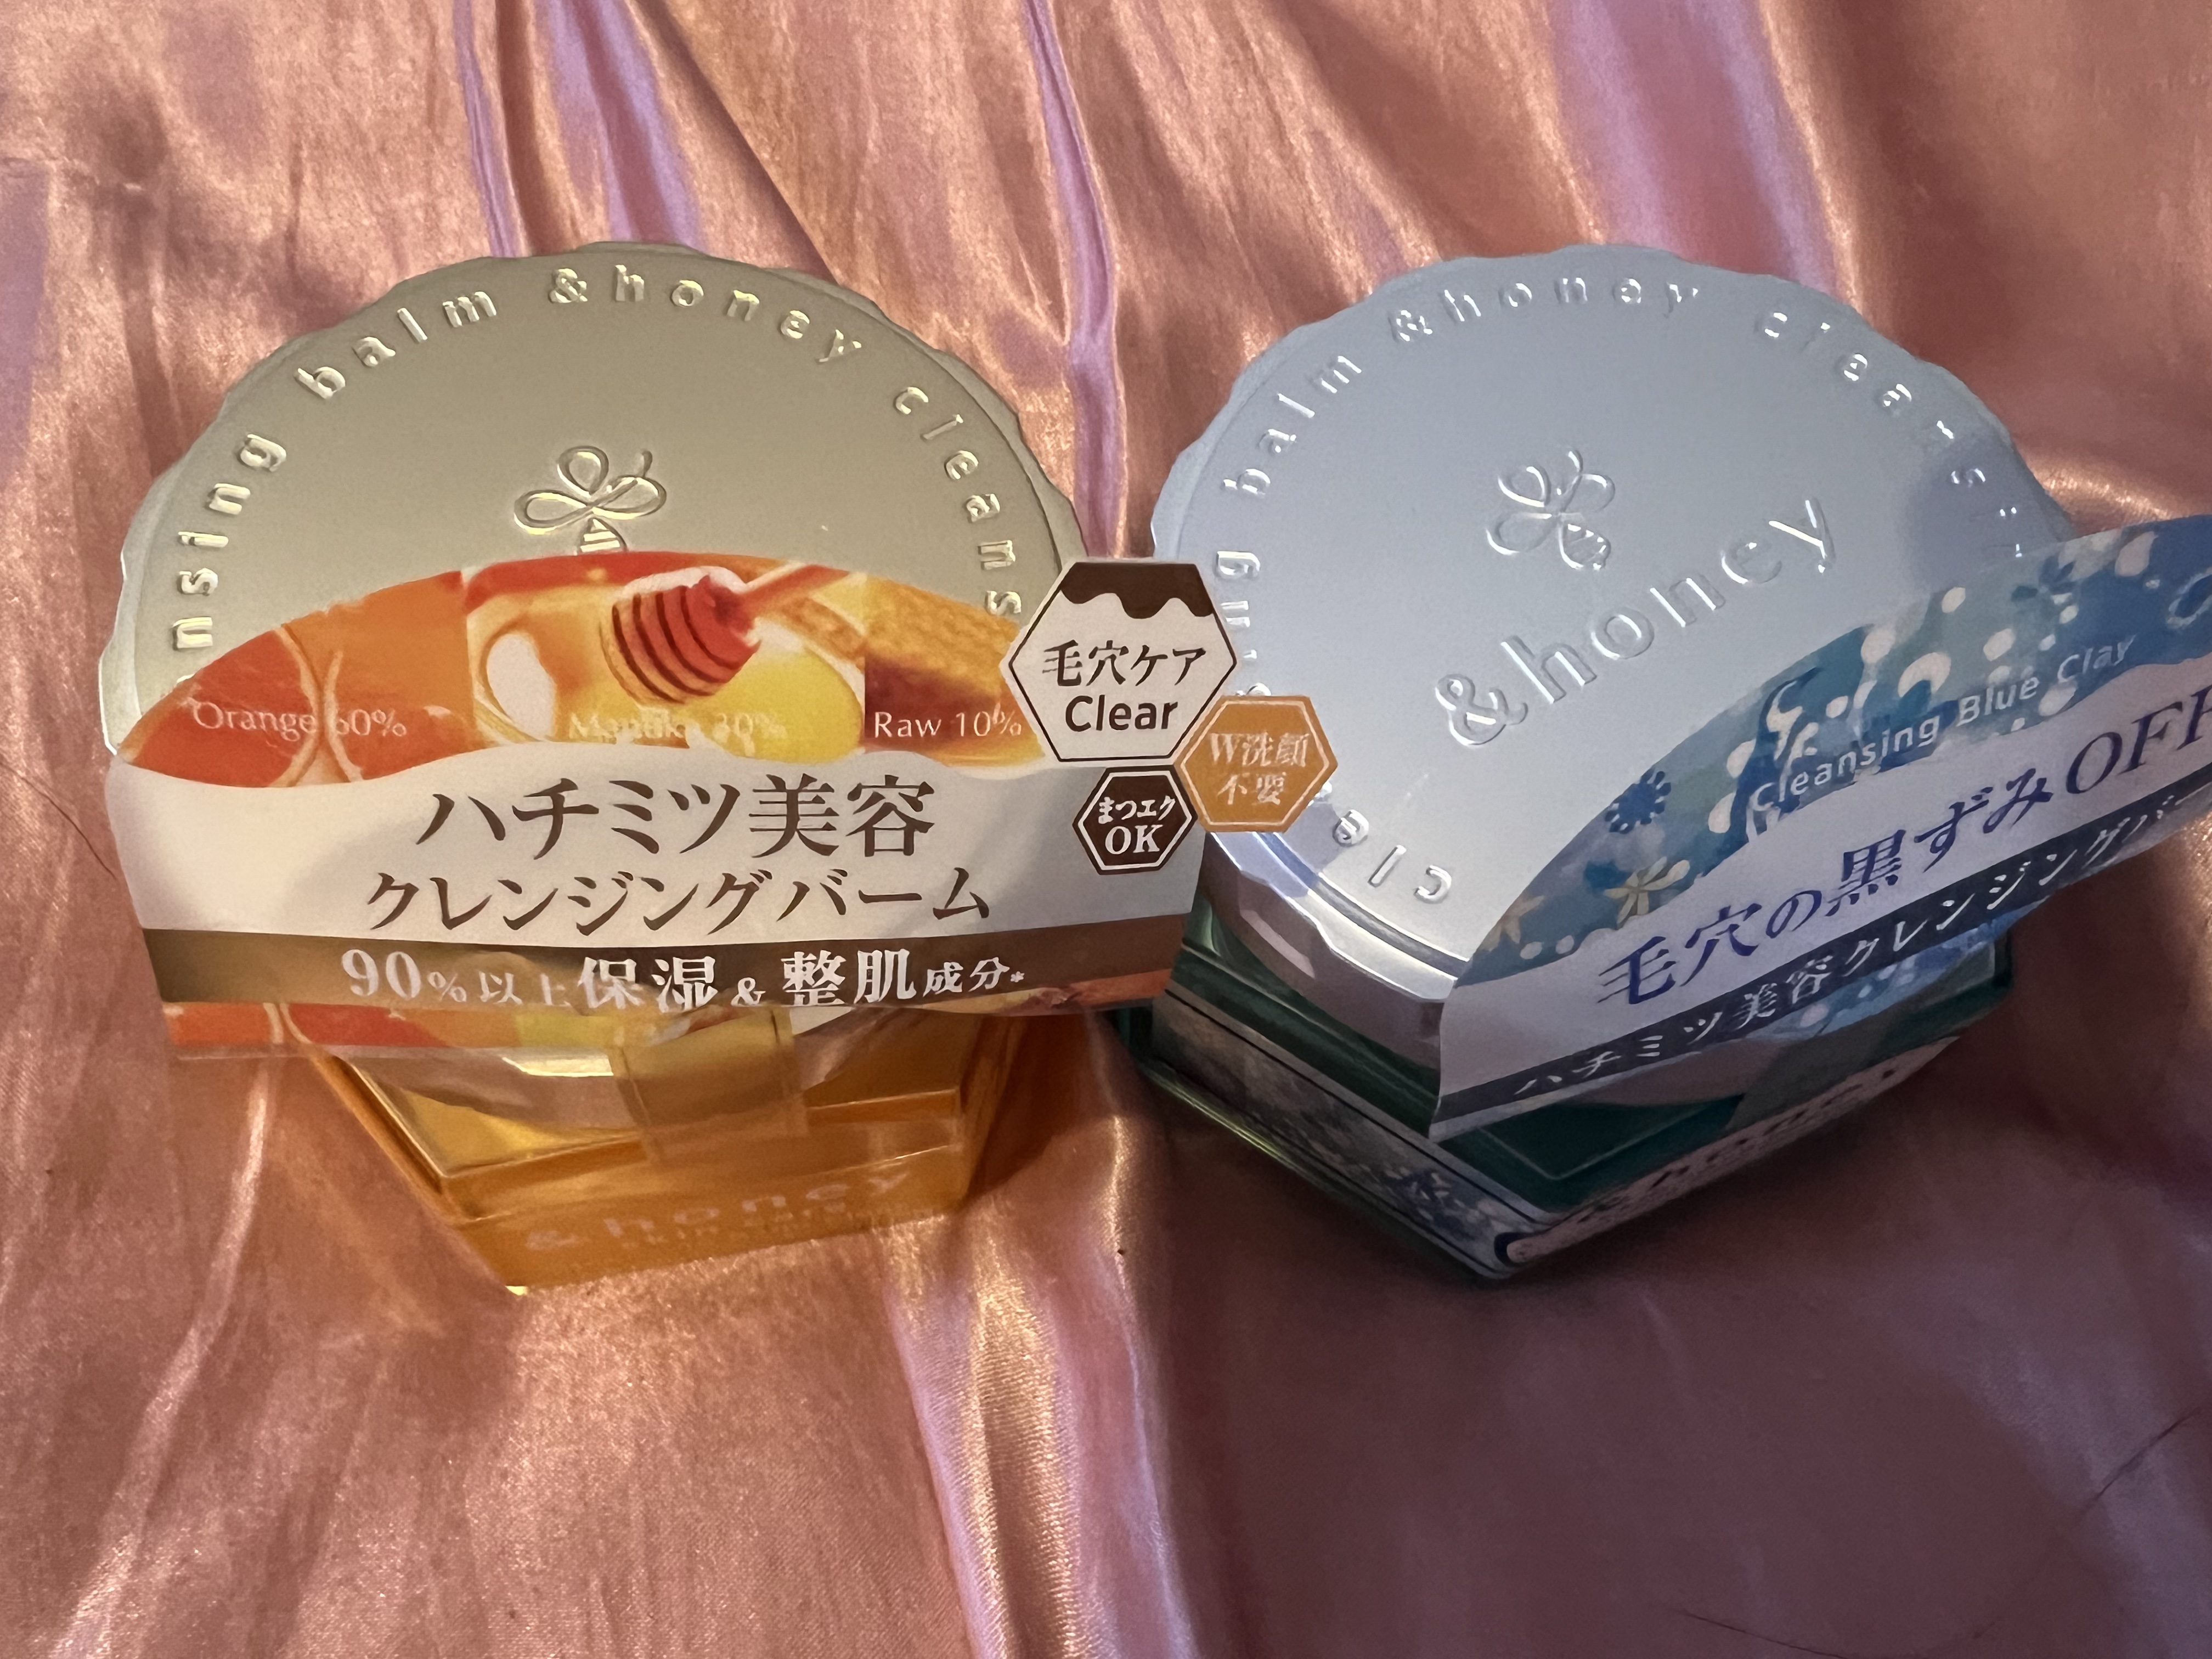 &honey cleansing balm
Orange 60%
Manuka 30%
Raw 10%
毛穴ケア
Clear
W洗顔
不要
まつエク
OK
ハチミツ美容
クレンジングバーム
90%以上保湿&整肌成分*
&honey
&honey cleansing balm
&honey
Cleansing Blue Clay
毛穴の黒ずみOFF
ハチミツ美容クレンジングバー